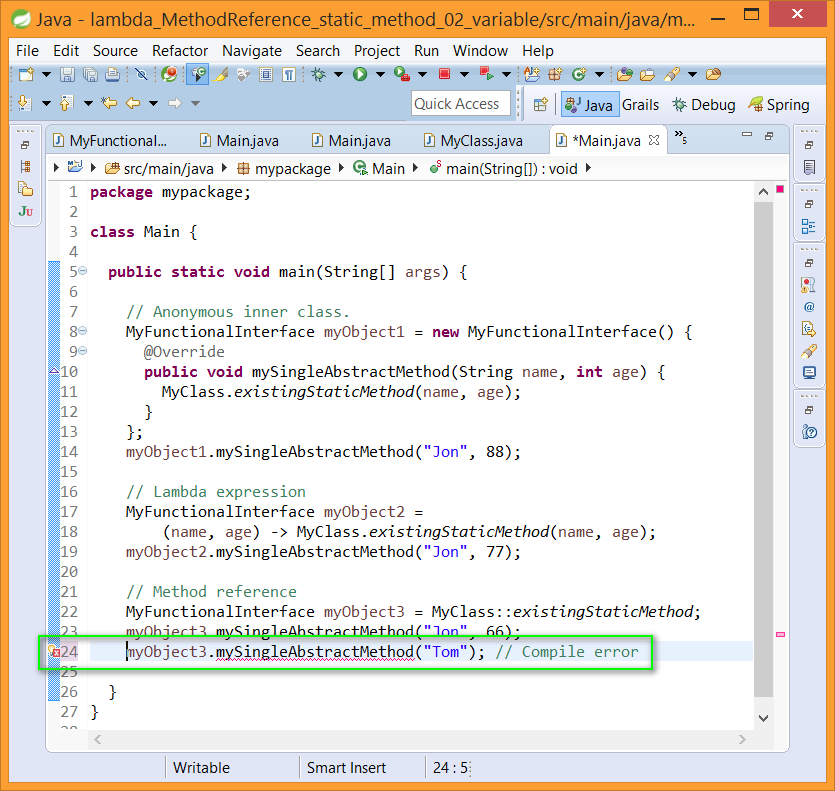 Java - lambda_MethodReference_static_method_02_variable/src/main/java/m...
File Edit Source Refactor Navigate Search Project Run Window Help
Quick Access Java Grails Debug Spring
MyFunctional... Main.java Main.java MyClass.java *Main.java »5
src/main/java mypackage Main main(String[]) : void
1 package mypackage;
2
3 class Main {
4
5 public static void main(String[] args) {
6
7 // Anonymous inner class.
8 MyFunctionalInterface myObject1 = new MyFunctionalInterface() {
9 @Override
10 public void mySingleAbstractMethod(String name, int age) {
11 MyClass.existingStaticMethod(name, age);
12 }
13 };
14 myObject1.mySingleAbstractMethod("Jon", 88);
15
16 // Lambda expression
17 MyFunctionalInterface myObject2 =
18 (name, age) -> MyClass.existingStaticMethod(name, age);
19 myObject2.mySingleAbstractMethod("Jon", 77);
20
21 // Method reference
22 MyFunctionalInterface myObject3 = MyClass::existingStaticMethod;
23 myObject3.mySingleAbstractMethod("Jon", 66);
24 myObject3.mySingleAbstractMethod("Tom"); // Compile error
25
26 }
27 }
28
Writable Smart Insert 24 : 5